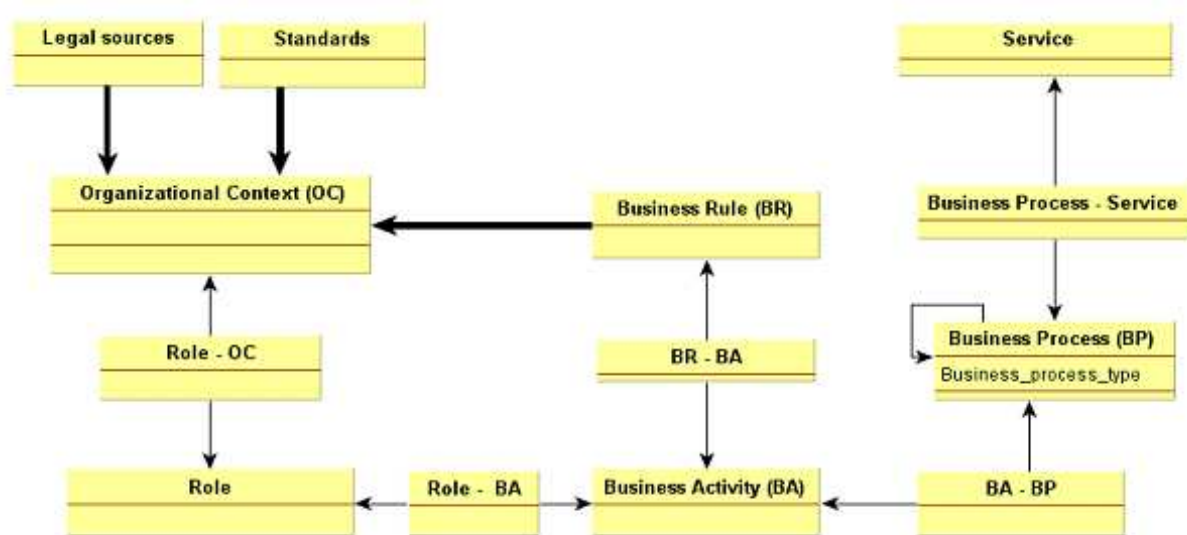 Legal sources
Standards
Service
Organizational Context (OC)
Business Rule (BR)
Business Process - Service
Role - OC
BR - BA
Business Process (BP)
Business_process_type
Role
Role - BA
Business Activity (BA)
BA - BP